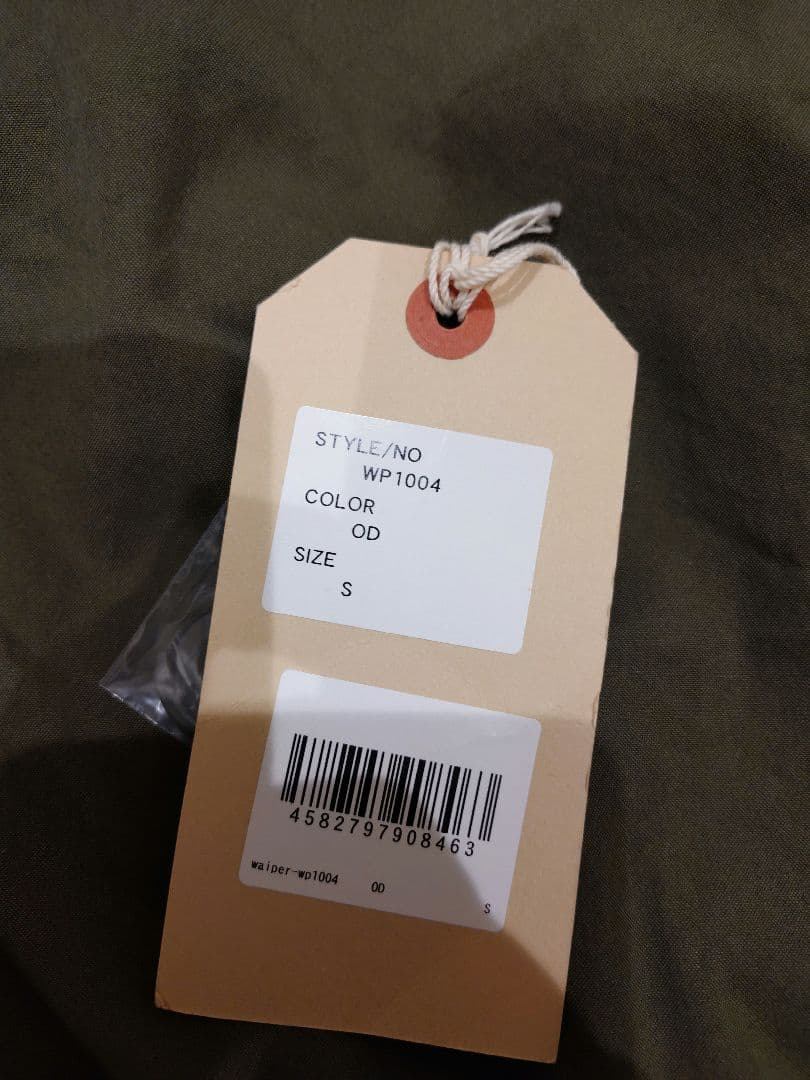 STYLE/NO
WP1004
COLOR
OD
SIZE
S
4582797908463
waiper-wp1004 OD
S